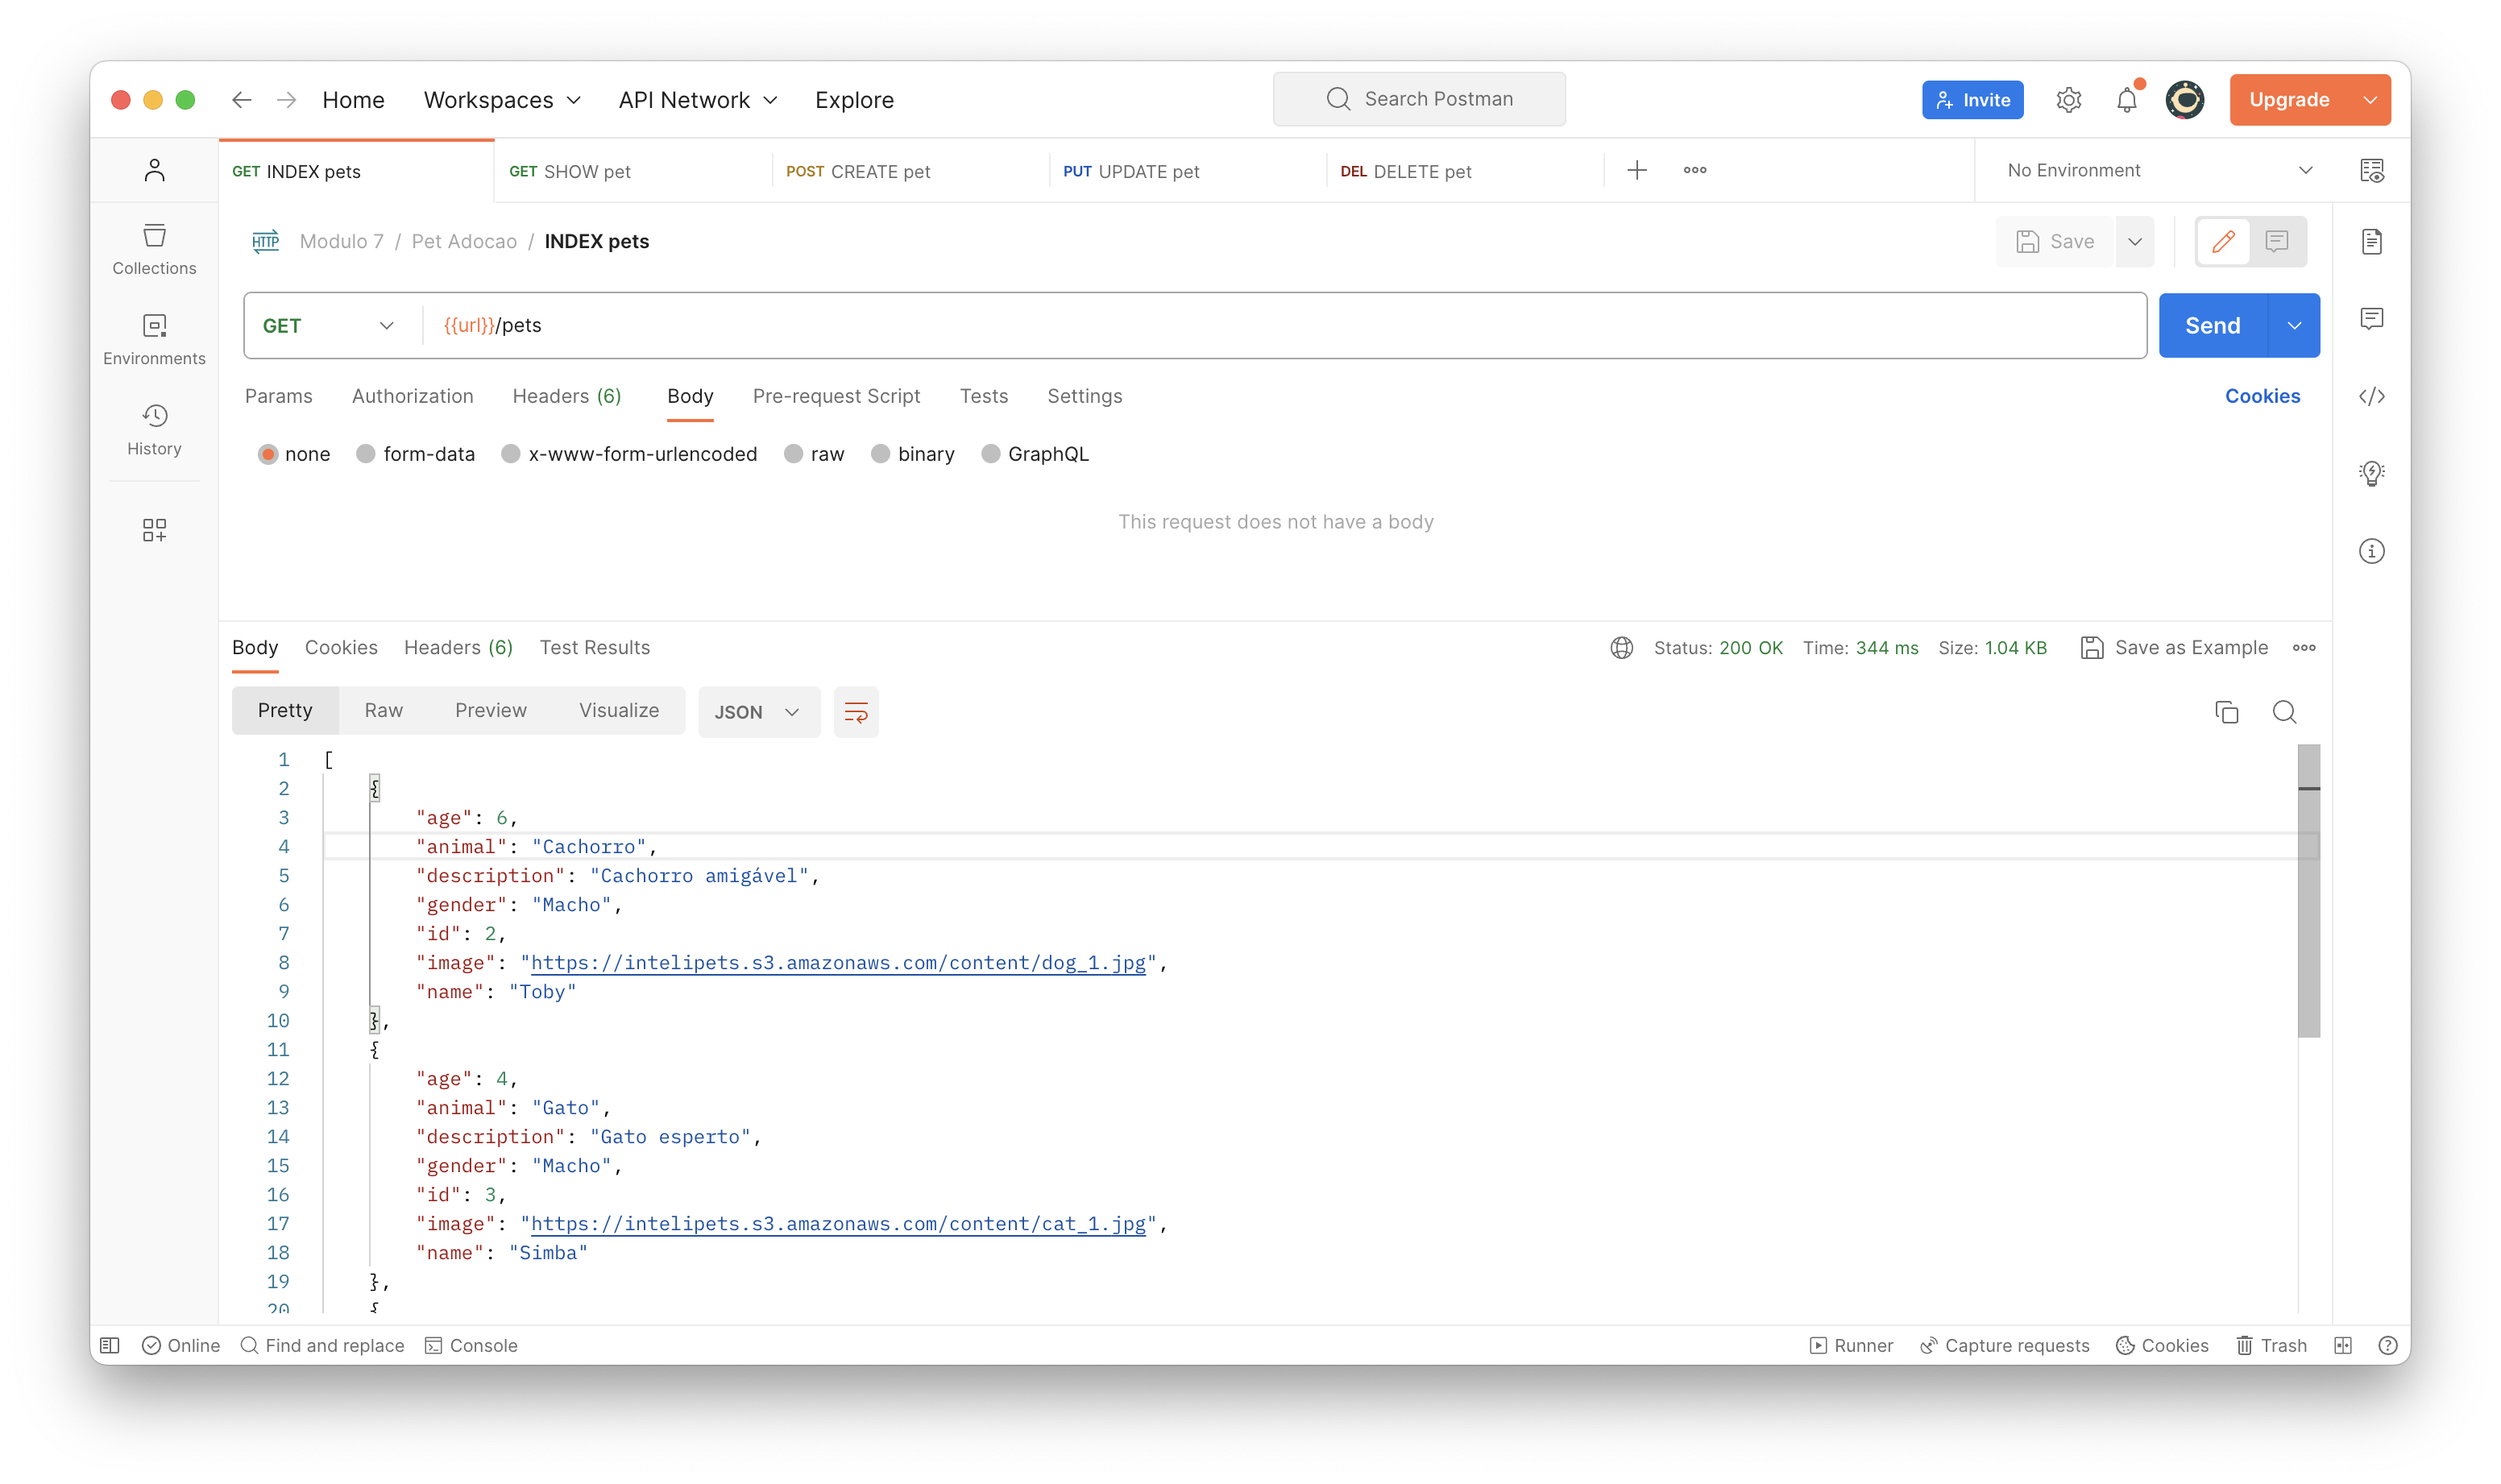 Home Workspaces API Network Explore Search Postman Invite Upgrade
GET INDEX pets GET SHOW pet POST CREATE pet PUT UPDATE pet DEL DELETE pet No Environment
HTTP Modulo 7 / Pet Adocao / INDEX pets Save
Collections
Environments
History
GET {{url}}/pets Send
Params Authorization Headers (6) Body Pre-request Script Tests Settings Cookies
none form-data x-www-form-urlencoded raw binary GraphQL
This request does not have a body
Body Cookies Headers (6) Test Results Status: 200 OK Time: 344 ms Size: 1.04 KB Save as Example
Pretty Raw Preview Visualize JSON
1 [
2 {
3 "age": 6,
4 "animal": "Cachorro",
5 "description": "Cachorro amigável",
6 "gender": "Macho",
7 "id": 2,
8 "image": "https://intelipets.s3.amazonaws.com/content/dog_1.jpg",
9 "name": "Toby"
10 },
11 {
12 "age": 4,
13 "animal": "Gato",
14 "description": "Gato esperto",
15 "gender": "Macho",
16 "id": 3,
17 "image": "https://intelipets.s3.amazonaws.com/content/cat_1.jpg",
18 "name": "Simba"
19 },
20 {
Online Find and replace Console Runner Capture requests Cookies Trash